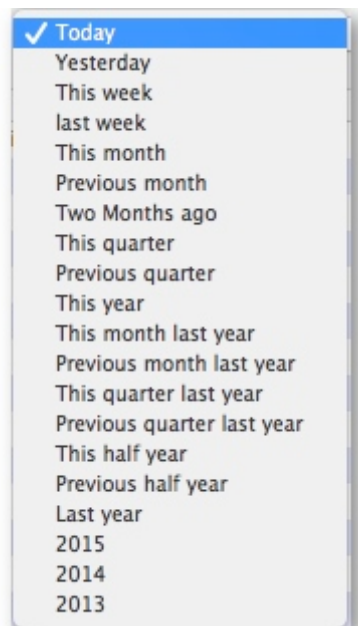 Today
Yesterday
This week
last week
This month
Previous month
Two Months ago
This quarter
Previous quarter
This year
This month last year
Previous month last year
This quarter last year
Previous quarter last year
This half year
Previous half year
Last year
2015
2014
2013